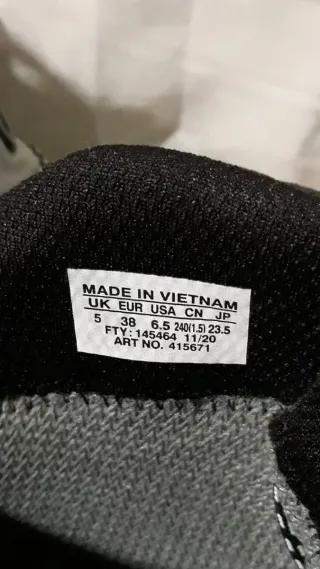 MADE IN VIETNAM
UK EUR USA CN JP
5 38 6.5 240(1.5) 23.5
FTY: 145464 11/20
ART NO. 415671